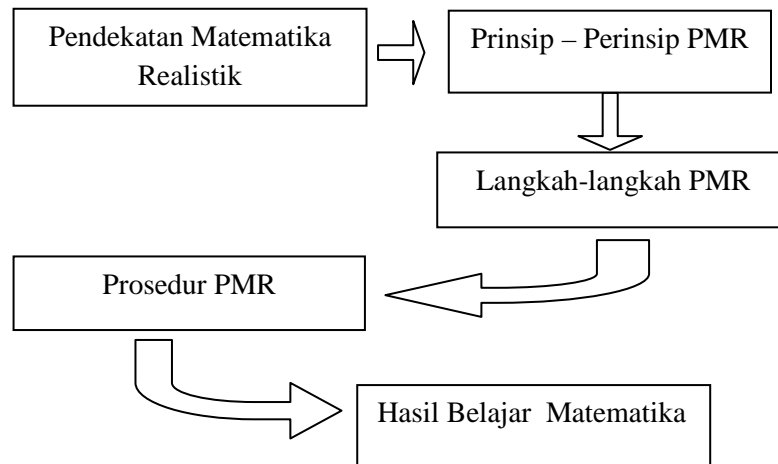 Pendekatan Matematika
Realistik
Prinsip – Perinsip PMR
Langkah-langkah PMR
Prosedur PMR
Hasil Belajar Matematika